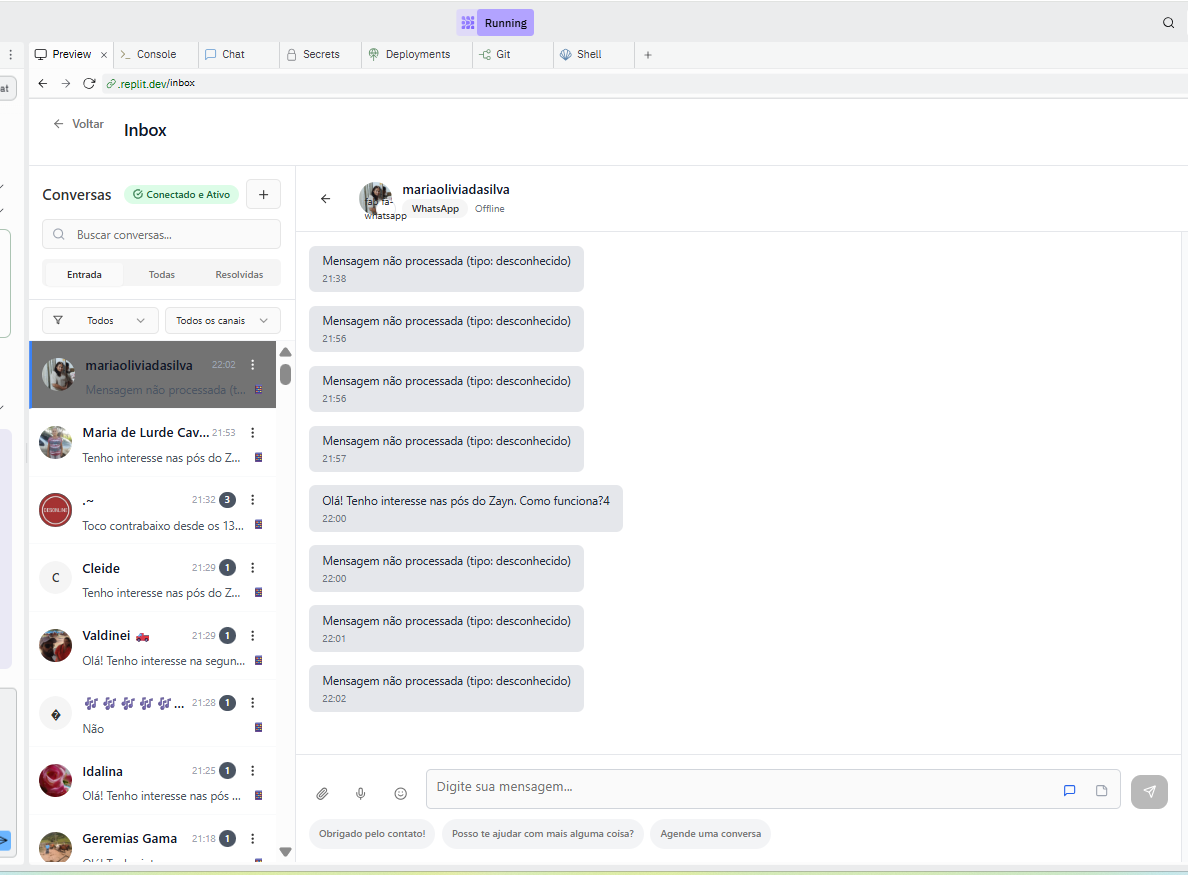 Running
Preview
Console
Chat
Secrets
Deployments
Git
Shell
at
.replit.dev/inbox
Voltar
Inbox
Conversas
Conectado e Ativo
Buscar conversas...
Entrada
Todas
Resolvidas
Todos
Todos os canais
mariaoliviadasilva 22:02
Mensagem não processada (t...
Maria de Lurde Cav... 21:53
Tenho interesse nas pós do Z...
.~ 21:32 3
Toco contrabaixo desde os 13...
Cleide 21:29 1
C
Tenho interesse nas pós do Z...
Valdinei 🚒 21:29 1
Olá! Tenho interesse na segun...
🎶 🎶 🎶 🎶 🎶 ... 21:28 1
�
Não
Idalina 21:25 1
Olá! Tenho interesse nas pós ...
Geremias Gama 21:18 1
mariaoliviadasilva
fab fa-
whatsapp
WhatsApp
Offline
Mensagem não processada (tipo: desconhecido)
21:38
Mensagem não processada (tipo: desconhecido)
21:56
Mensagem não processada (tipo: desconhecido)
21:56
Mensagem não processada (tipo: desconhecido)
21:57
Olá! Tenho interesse nas pós do Zayn. Como funciona?4
22:00
Mensagem não processada (tipo: desconhecido)
22:00
Mensagem não processada (tipo: desconhecido)
22:01
Mensagem não processada (tipo: desconhecido)
22:02
Digite sua mensagem...
Obrigado pelo contato!
Posso te ajudar com mais alguma coisa?
Agende uma conversa